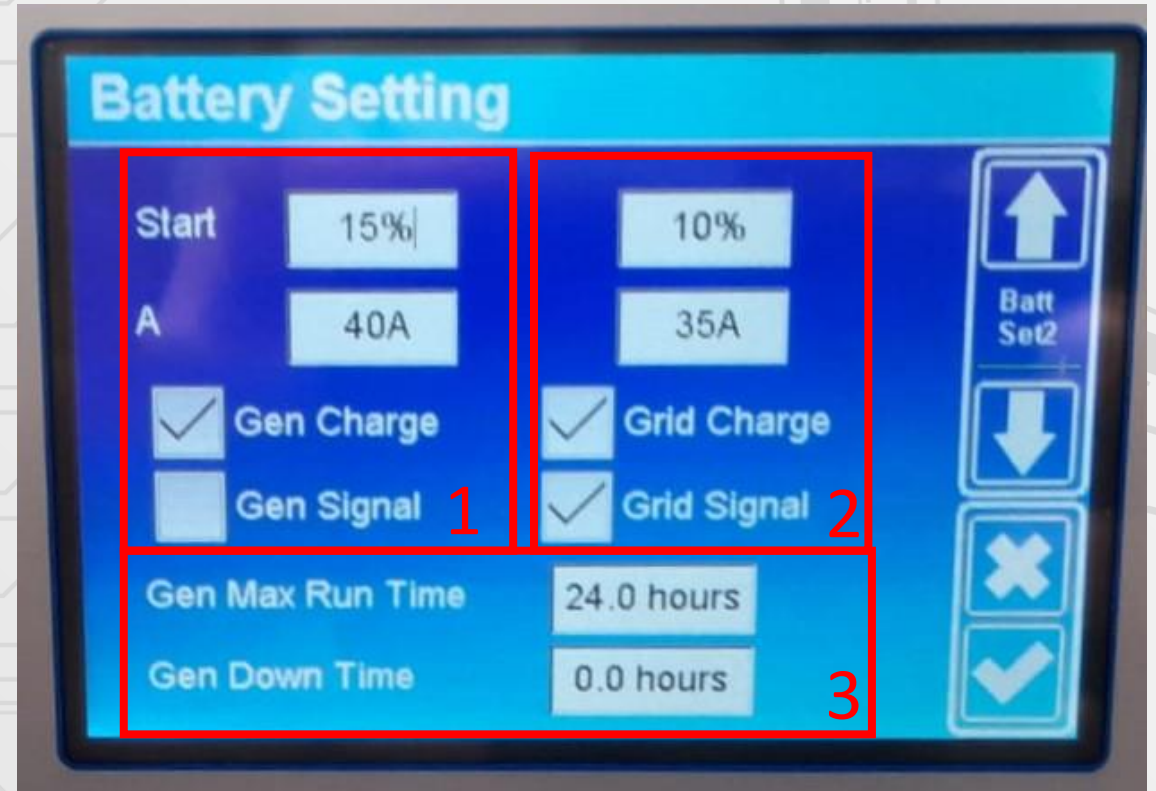 Battery Setting
Start 15% 10%
A 40A 35A
Batt
Set2
Gen Charge Grid Charge
Gen Signal 1 Grid Signal 2
Gen Max Run Time 24.0 hours
Gen Down Time 0.0 hours
3